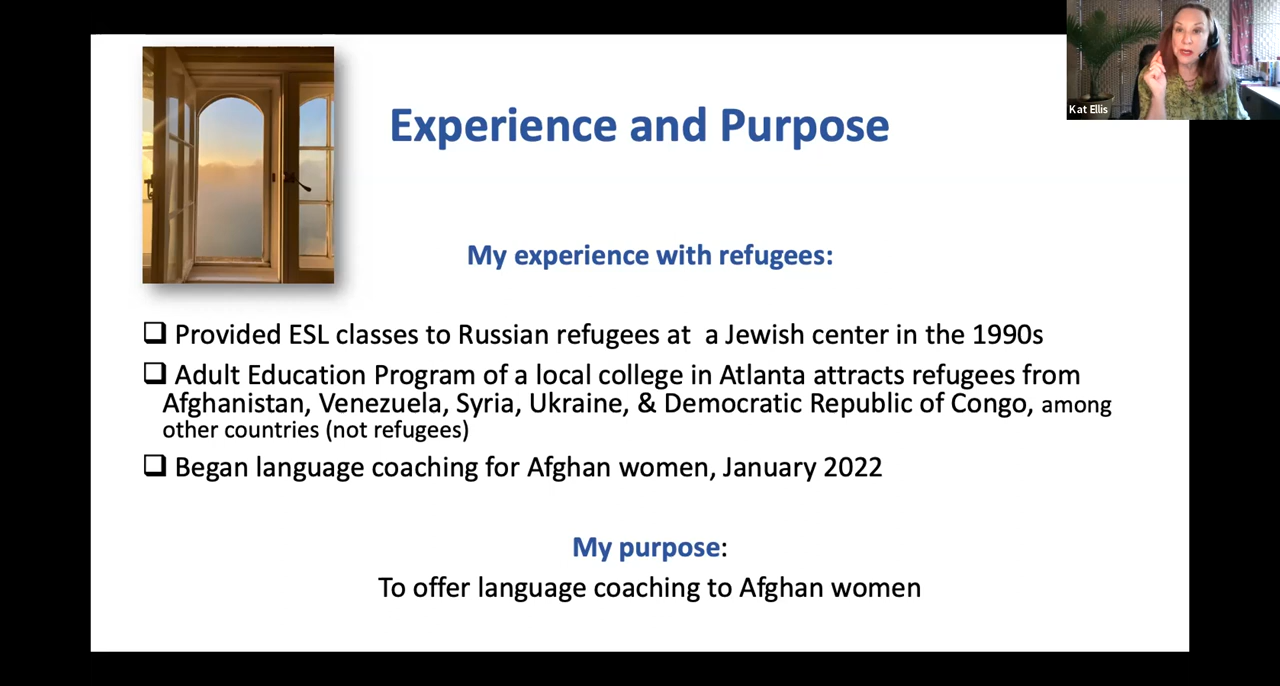 Kat Ellis
Experience and Purpose
My experience with refugees:
❑ Provided ESL classes to Russian refugees at  a Jewish center in the 1990s
❑ Adult Education Program of a local college in Atlanta attracts refugees from
Afghanistan, Venezuela, Syria, Ukraine, & Democratic Republic of Congo, among
other countries (not refugees)
❑ Began language coaching for Afghan women, January 2022
My purpose:
To offer language coaching to Afghan women